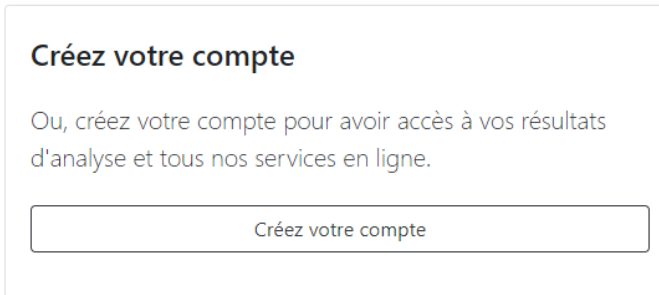 Créez votre compte
Ou, créez votre compte pour avoir accès à vos résultats
d'analyse et tous nos services en ligne.
Créez votre compte